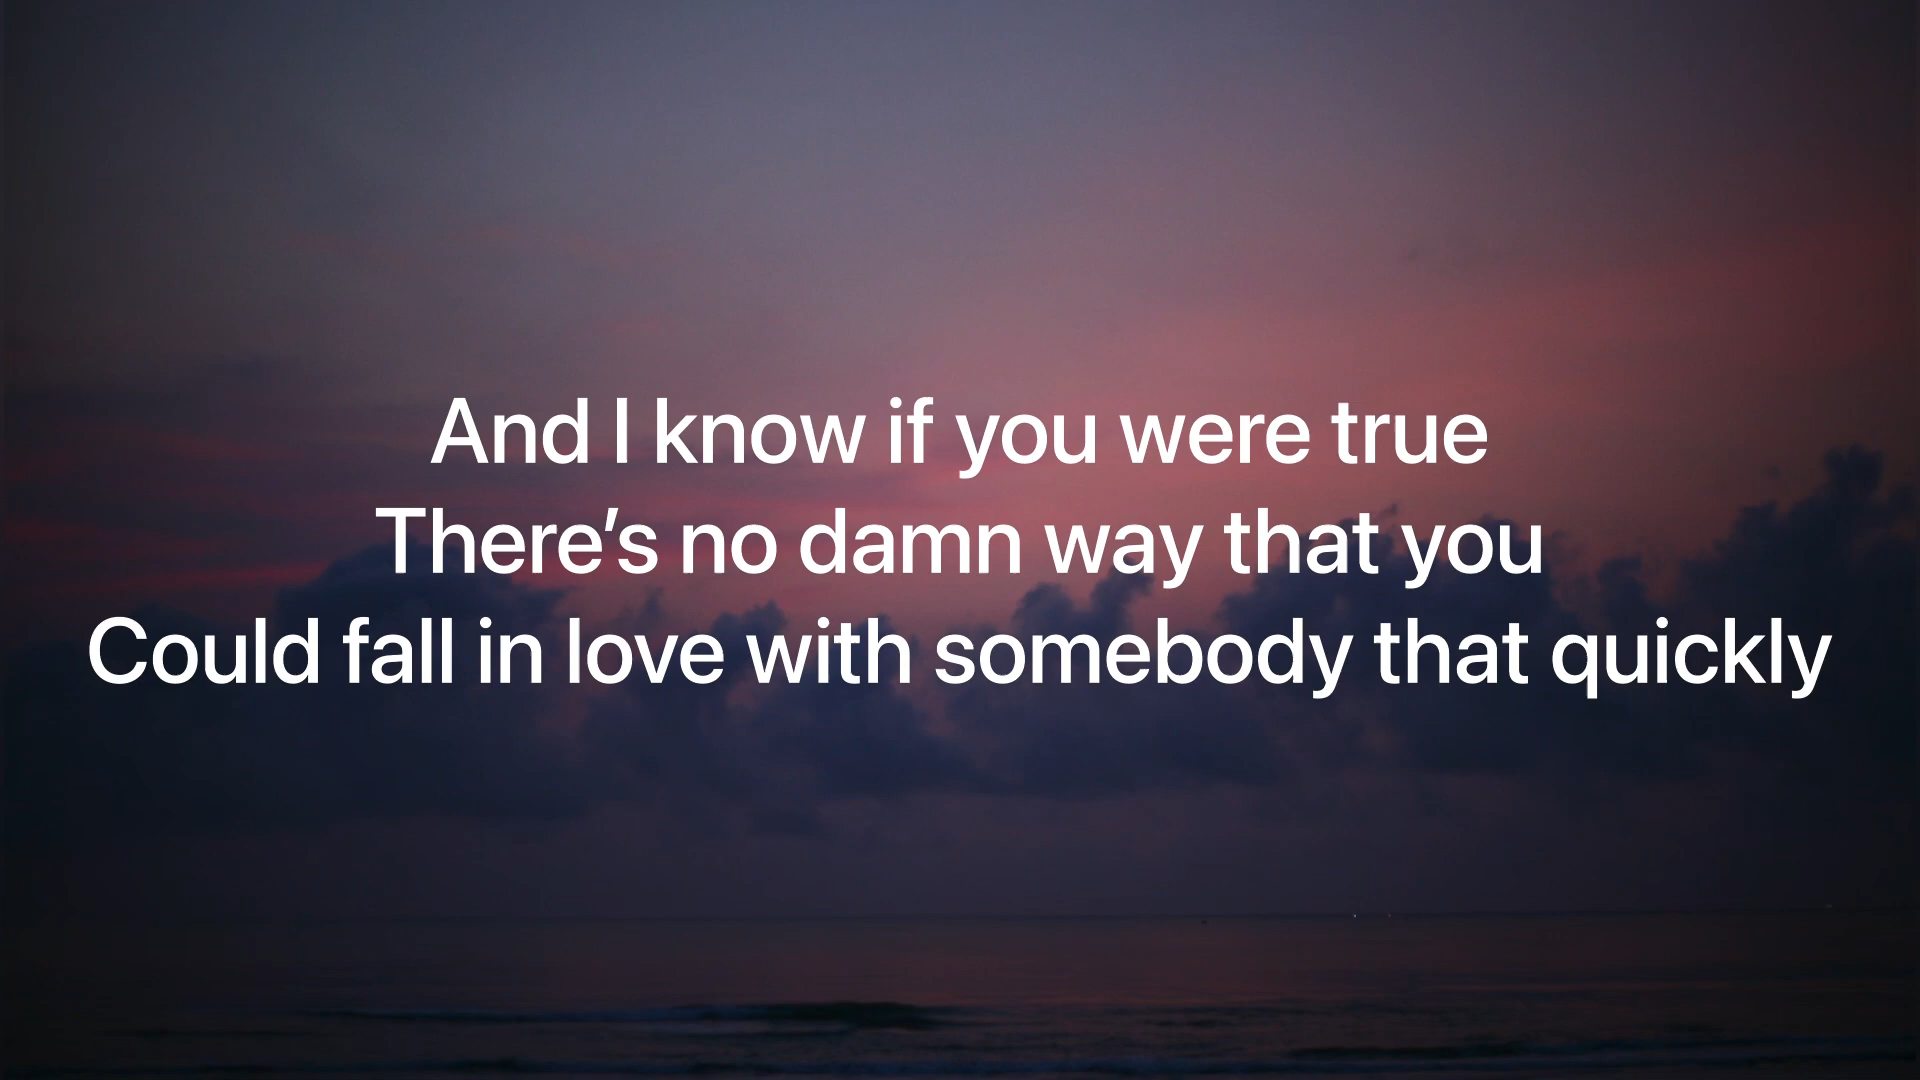 And I know if you were true
There’s no damn way that you
Could fall in love with somebody that quickly